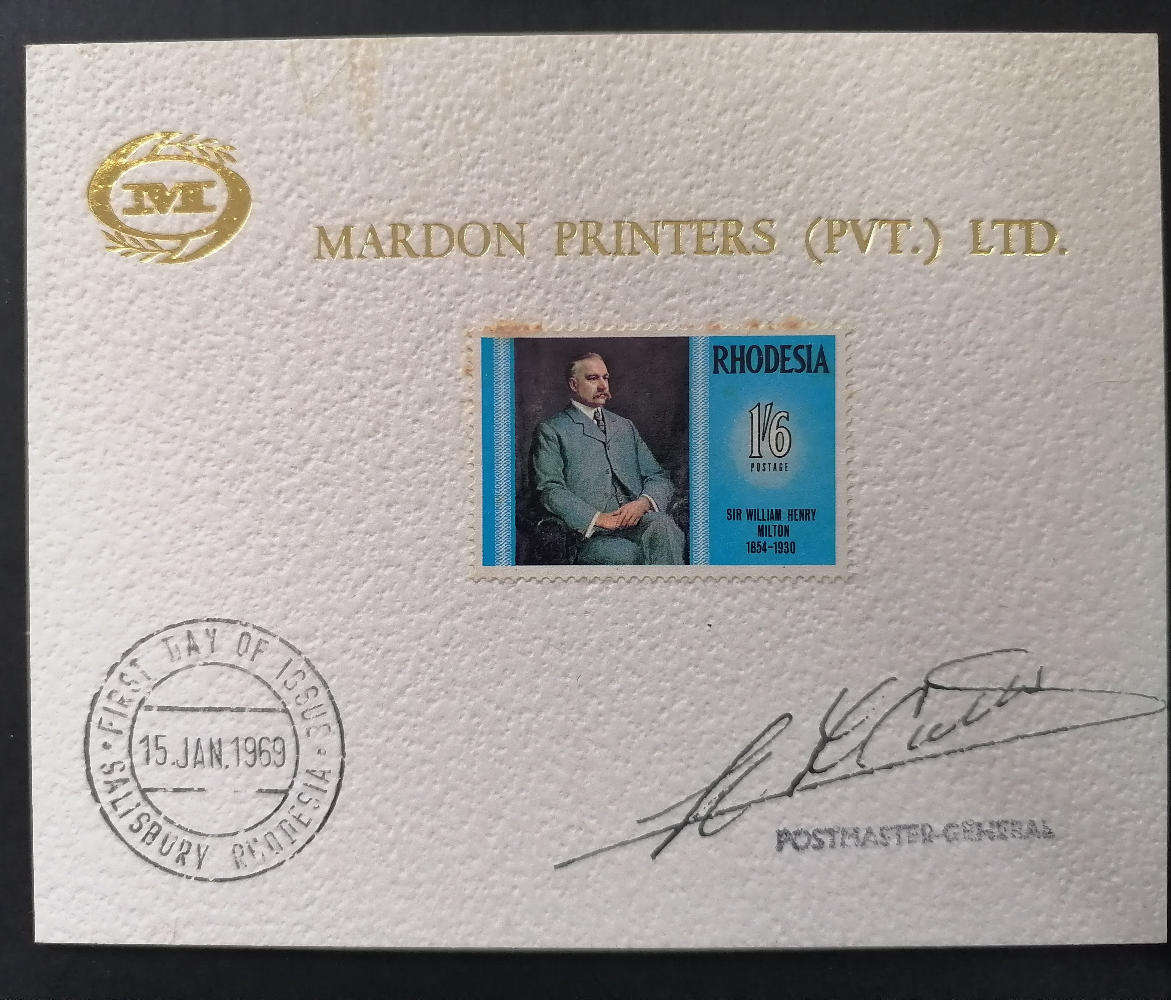 M
MARDON PRINTERS (PVT.) LTD.
RHODESIA
1/6
POSTAGE
SIR WILLIAM HENRY
MILTON
1854–1930
FIRST DAY OF ISSUE
15.JAN.1969
SALISBURY RHODESIA
POSTMASTER-GENERAL